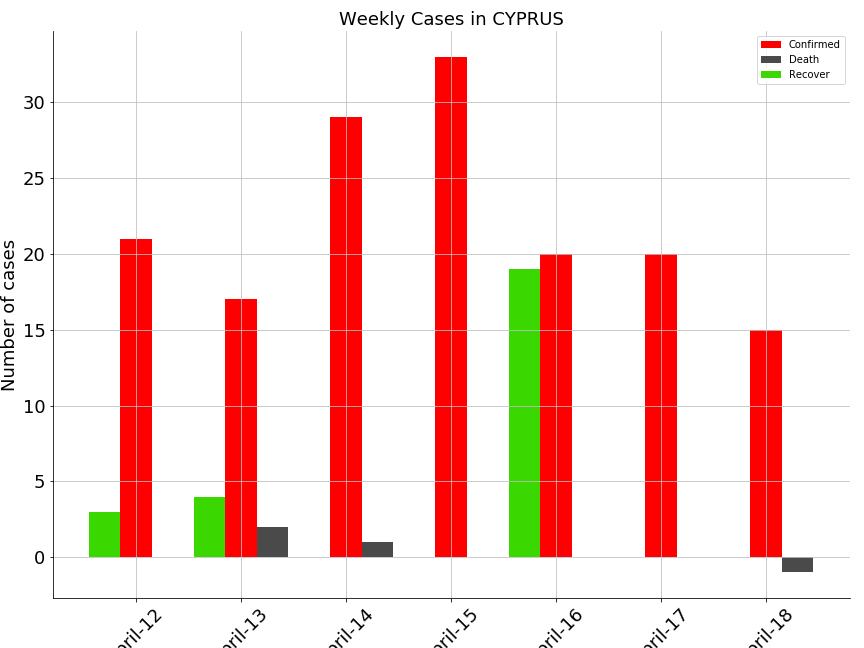 Weekly Cases in CYPRUS
Confirmed
Death
Recover
Number of cases
30
25
20
15
10
5
0
pril-12
pril-13
pril-14
pril-15
pril-16
pril-17
pril-18